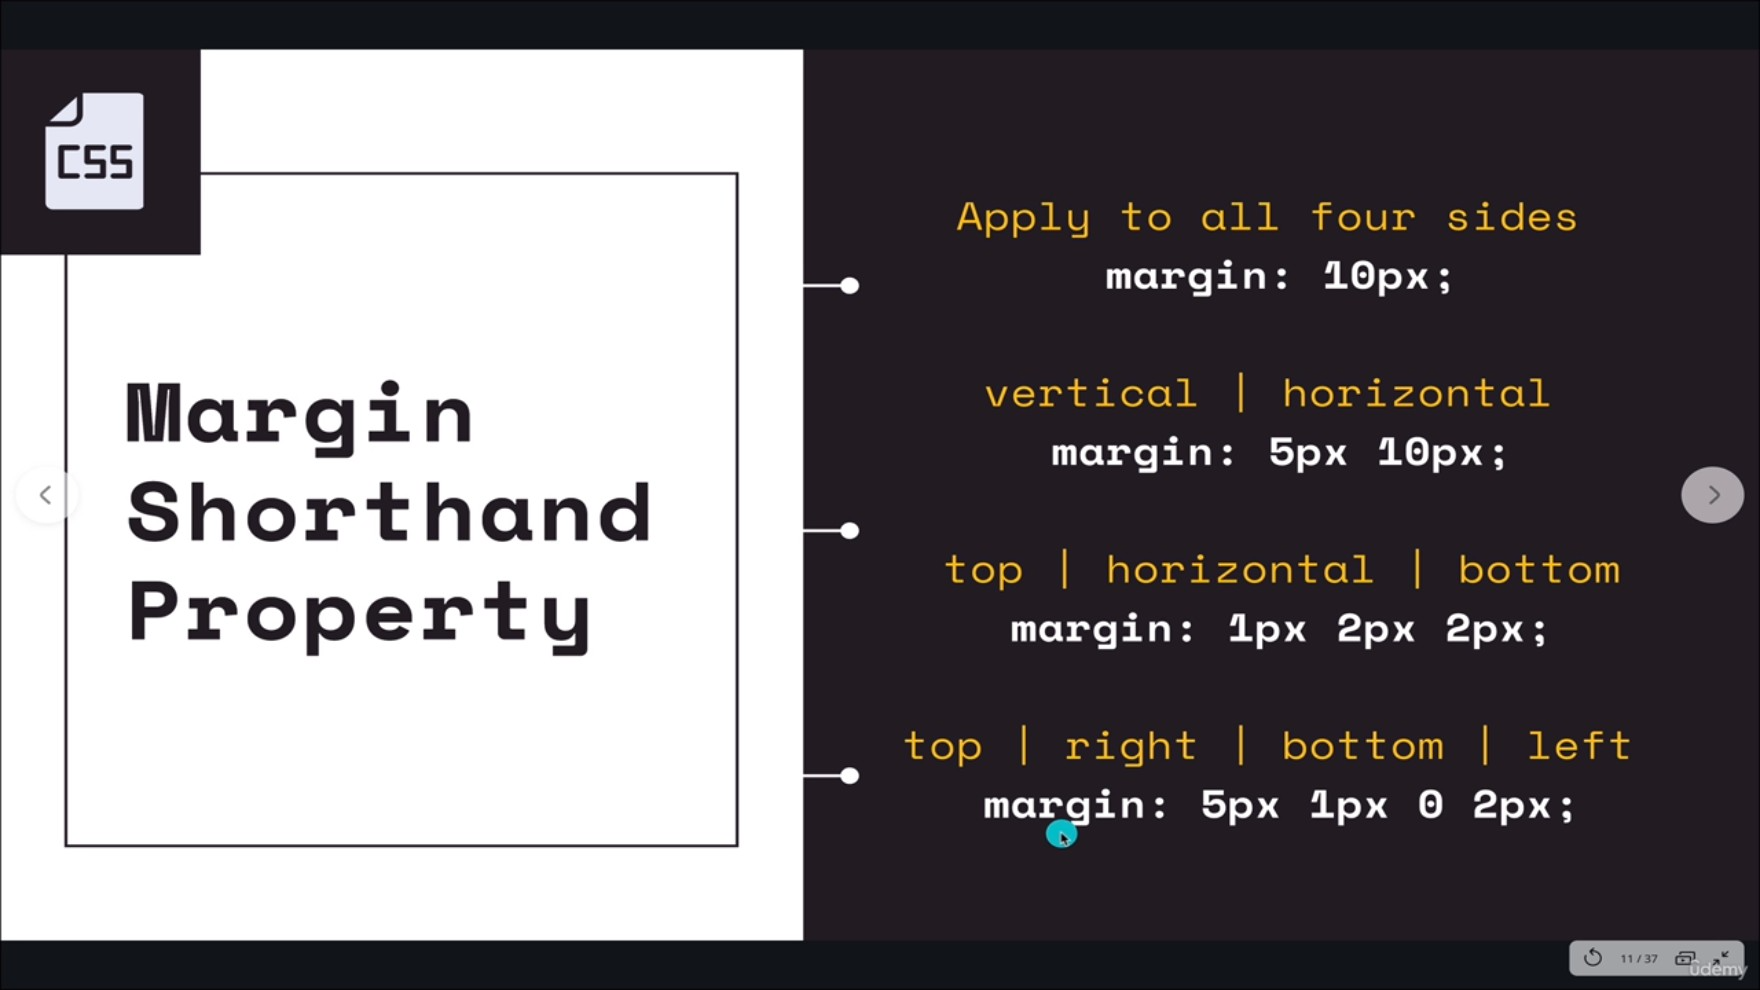 CSS
Margin
Shorthand
Property
Apply to all four sides
margin: 10px;
vertical | horizontal
margin: 5px 10px;
top | horizontal | bottom
margin: 1px 2px 2px;
top | right | bottom | left
margin: 5px 1px 0 2px;
11 / 37
ûdemy